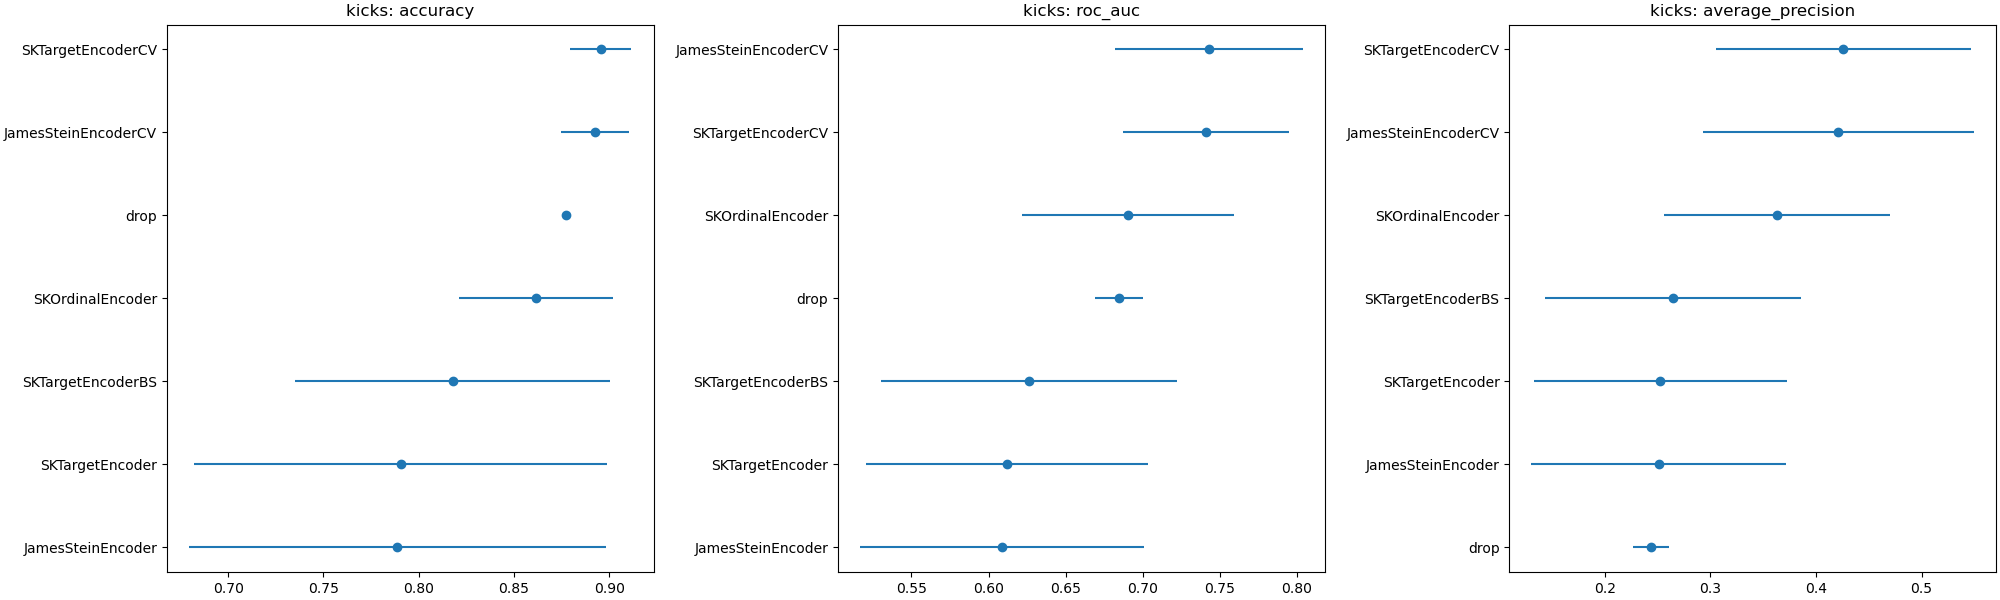 kicks: accuracy
SKTargetEncoderCV
JamesSteinEncoderCV
drop
SKOrdinalEncoder
SKTargetEncoderBS
SKTargetEncoder
JamesSteinEncoder
0.70 0.75 0.80 0.85 0.90
kicks: roc_auc
JamesSteinEncoderCV
SKTargetEncoderCV
SKOrdinalEncoder
drop
SKTargetEncoderBS
SKTargetEncoder
JamesSteinEncoder
0.55 0.60 0.65 0.70 0.75 0.80
kicks: average_precision
SKTargetEncoderCV
JamesSteinEncoderCV
SKOrdinalEncoder
SKTargetEncoderBS
SKTargetEncoder
JamesSteinEncoder
drop
0.2 0.3 0.4 0.5